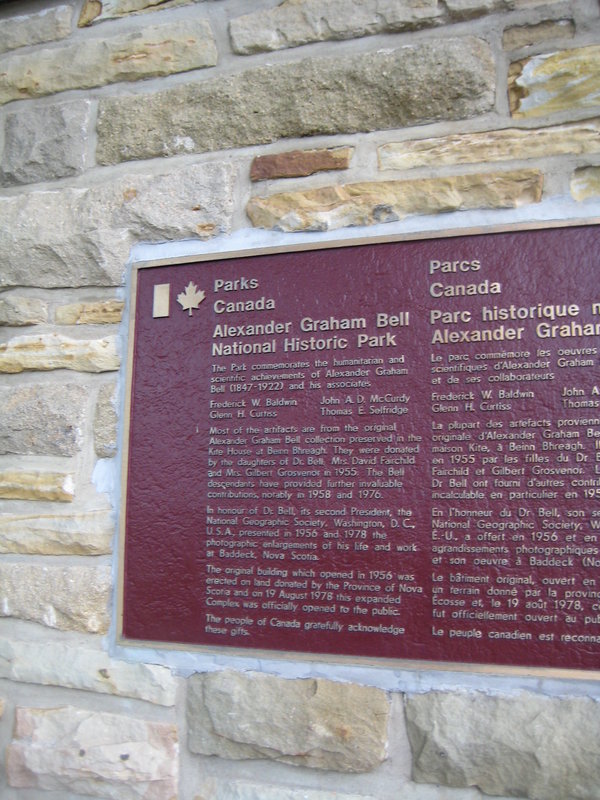 Parks
Canada
Alexander Graham Bell
National Historic Park
The Park commemorates the humanitarian and
scientific achievements of Alexander Graham
Bell (1847-1922) and his associates
Frederick W. Baldwin John A. D. McCurdy
Glenn H. Curtiss Thomas E. Selfridge
Most of the artifacts are from the original
Alexander Graham Bell collection preserved in the
Kite House at Beinn Bhreagh. They were donated
by the daughters of Dr. Bell, Mrs. David Fairchild
and Mrs. Gilbert Grosvenor in 1955. The Bell
descendants have provided further invaluable
contributions, notably in 1958 and 1976.
In honour of Dr. Bell, its second President, the
National Geographic Society, Washington, D.C.,
U.S.A., presented in 1956 and 1978 the
photographic enlargements of his life and work
at Baddeck, Nova Scotia.
The original building which opened in 1956 was
erected on land donated by the Province of Nova
Scotia and on 19 August 1978 this expanded
Complex was officially opened to the public.
The people of Canada gratefully acknowledge
these gifts.
Parcs
Canada
Parc historique
Alexander Graham
Le parc commémore les oeuvres
scientifiques d'Alexander Graham
et de ses collaborateurs
Frederick W. Baldwin John A.
Glenn H. Curtiss Thomas
La plupart des artefacts
originale d'Alexander Graham
maison Kite, à Beinn Bhreagh.
en 1955 par les filles du Dr
Fairchild et Gilbert Grosvenor.
Dr Bell ont fourni d'autres
incalculable, en particulier en
En l'honneur du Dr Bell, son
National Geographic Society,
É.-U., a offert en 1956 et en
agrandissements photographiques
et son oeuvre à Baddeck
Le bâtiment original, ouvert en
un terrain donné par la
Écosse et, le 19 août 1978,
fut officiellement ouvert au
Le peuple canadien est